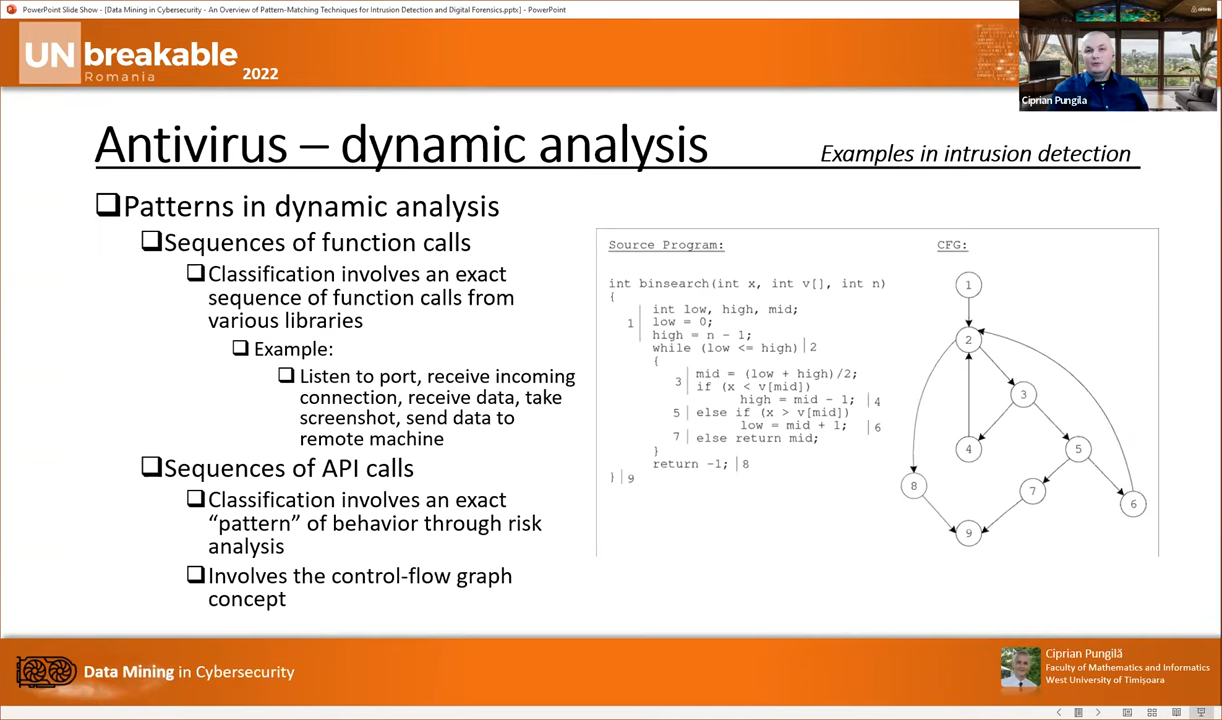 PowerPoint Slide Show - [Data Mining in Cybersecurity - An Overview of Pattern-Matching Techniques for Intrusion Detection and Digital Forensics.pptx] - PowerPoint
UNbreakable
Romania
2022
Ciprian Pungila
Antivirus – dynamic analysis
Examples in intrusion detection
Patterns in dynamic analysis
Sequences of function calls
Classification involves an exact
sequence of function calls from
various libraries
Example:
Listen to port, receive incoming
connection, receive data, take
screenshot, send data to
remote machine
Sequences of API calls
Classification involves an exact
“pattern” of behavior through risk
analysis
Involves the control-flow graph
concept
Source Program:
int binsearch(int x, int v[], int n)
{
int low, high, mid;
1 | low = 0;
high = n - 1;
while (low <= high) | 2
{
3 | mid = (low + high)/2;
if (x < v[mid])
high = mid - 1; | 4
5 | else if (x > v[mid])
low = mid + 1; | 6
7 | else return mid;
}
return -1; | 8
} | 9
CFG:
1
2
3
4
5
8
7
6
9
Data Mining in Cybersecurity
Ciprian Pungilă
Faculty of Mathematics and Informatics
West University of Timișoara